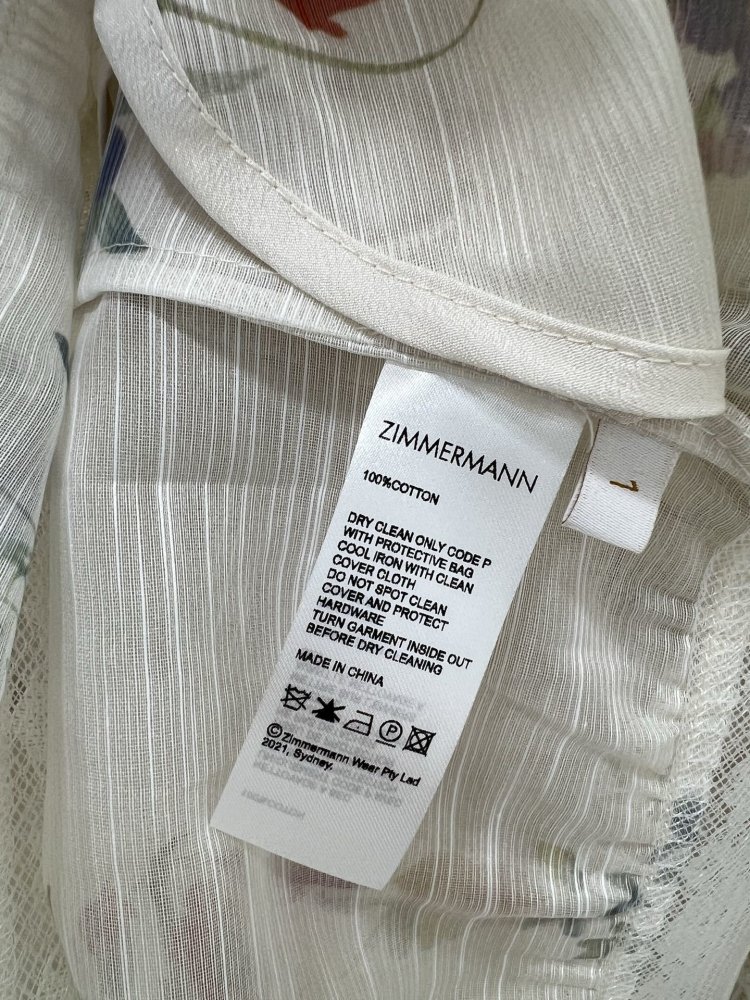 ZIMMERMANN
100%COTTON
DRY CLEAN ONLY CODE P
WITH PROTECTIVE BAG
COOL IRON WITH CLEAN
COVER CLOTH
DO NOT SPOT CLEAN
COVER AND PROTECT
HARDWARE
TURN GARMENT INSIDE OUT
BEFORE DRY CLEANING
MADE IN CHINA
P
©Zimmermann Wear Pty Lad
2021, Sydney.
1